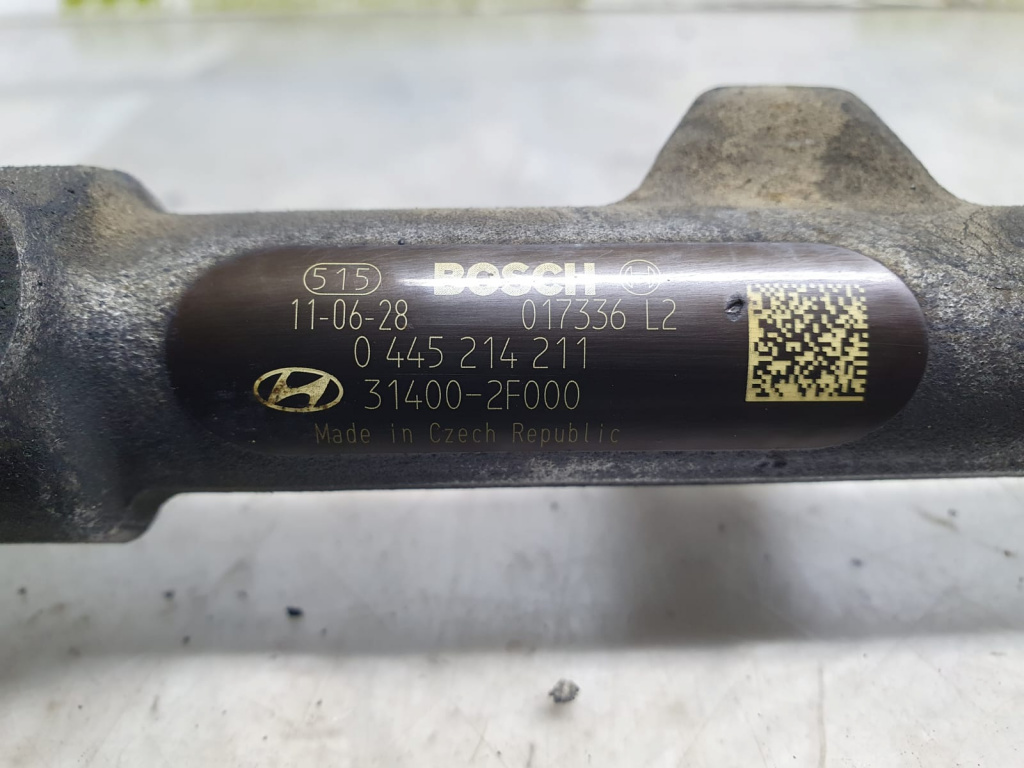 515 BOSCH
11-06-28 017336 L2
0 445 214 211
31400-2F000
Made in Czech Republic